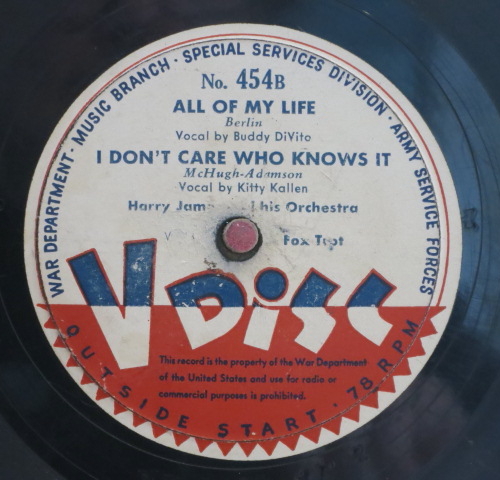 WAR DEPARTMENT · MUSIC BRANCH · SPECIAL SERVICES DIVISION · ARMY SERVICE FORCES
No. 454B
ALL OF MY LIFE
Berlin
Vocal by Buddy DiVito
I DON'T CARE WHO KNOWS IT
McHugh-Adamson
Vocal by Kitty Kallen
Harry Jam his Orchestra
V Fox Trot
V DISC
This record is the property of the War Department
of the United States and use for radio or
commercial purposes is prohibited.
OUTSIDE START · 78 RPM